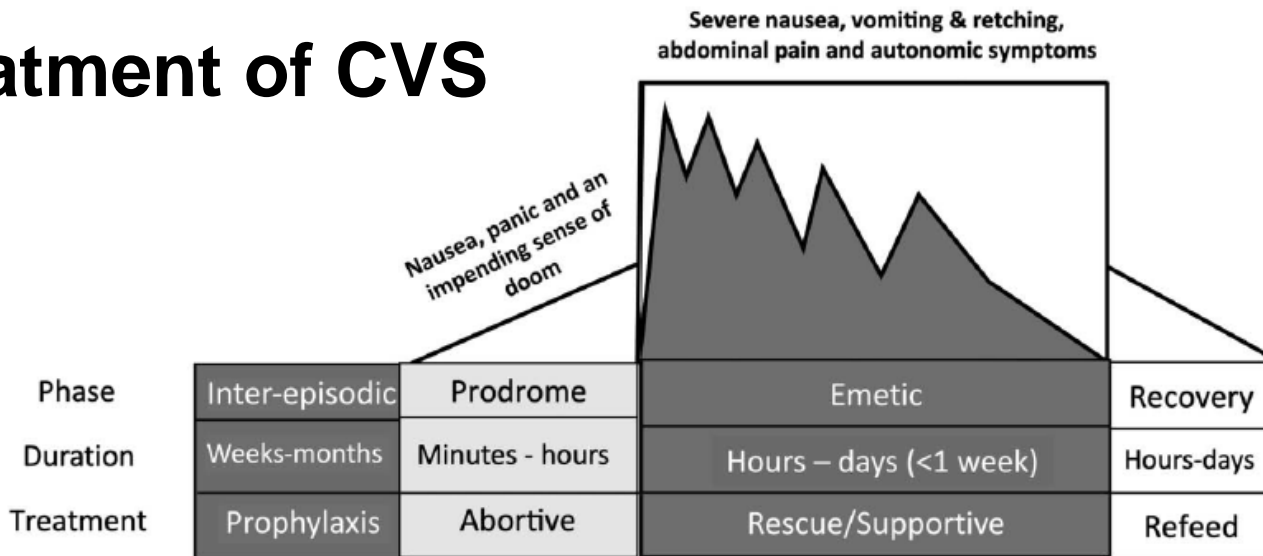 Severe nausea, vomiting & retching,
abdominal pain and autonomic symptoms
atment of CVS
Nausea, panic and an
impending sense of
doom
Phase Inter-episodic Prodrome Emetic Recovery
Duration Weeks-months Minutes - hours Hours – days (<1 week) Hours-days
Treatment Prophylaxis Abortive Rescue/Supportive Refeed